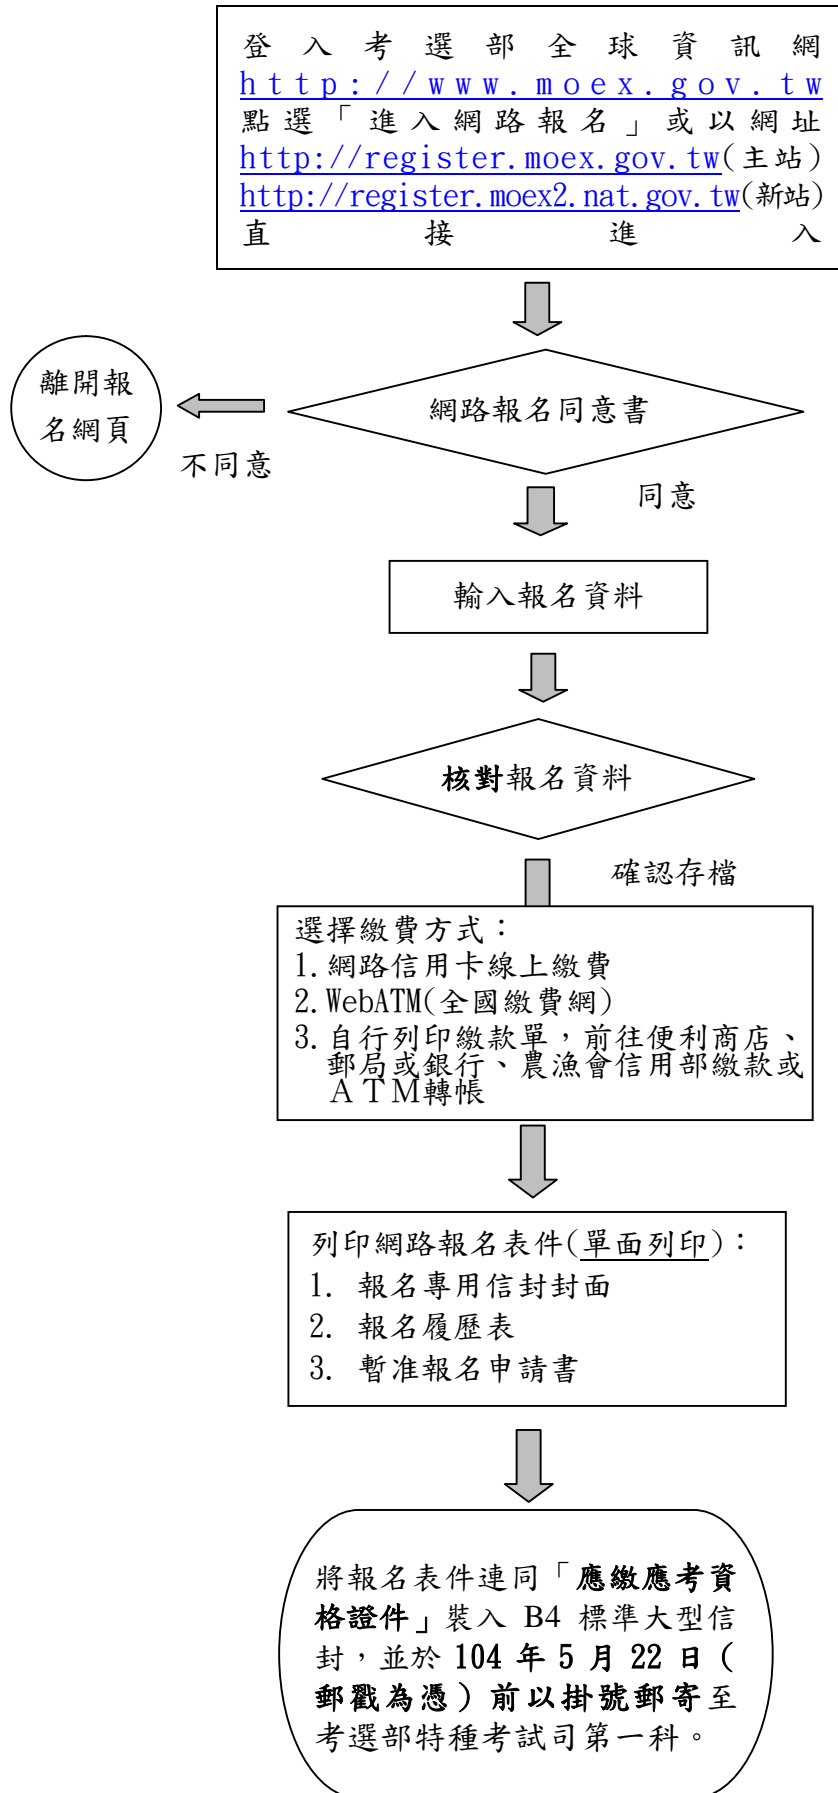 登入考選部全球資訊網
http://www.moex.gov.tw
點選「進入網路報名」或以網址
http://register.moex.gov.tw(主站)
http://register.moex2.nat.gov.tw(新站)
直接進入
離開報
名網頁
網路報名同意書
不同意
同意
輸入報名資料
核對報名資料
確認存檔
選擇繳費方式：
1.網路信用卡線上繳費
2.WebATM(全國繳費網)
3.自行列印繳款單，前往便利商店、
郵局或銀行、農漁會信用部繳款或
ＡＴＭ轉帳
列印網路報名表件(單面列印)：
1. 報名專用信封封面
2. 報名履歷表
3. 暫准報名申請書
將報名表件連同「應繳應考資
格證件」裝入 B4 標準大型信
封，並於 104 年 5 月 22 日（
郵戳為憑）前以掛號郵寄至
考選部特種考試司第一科。